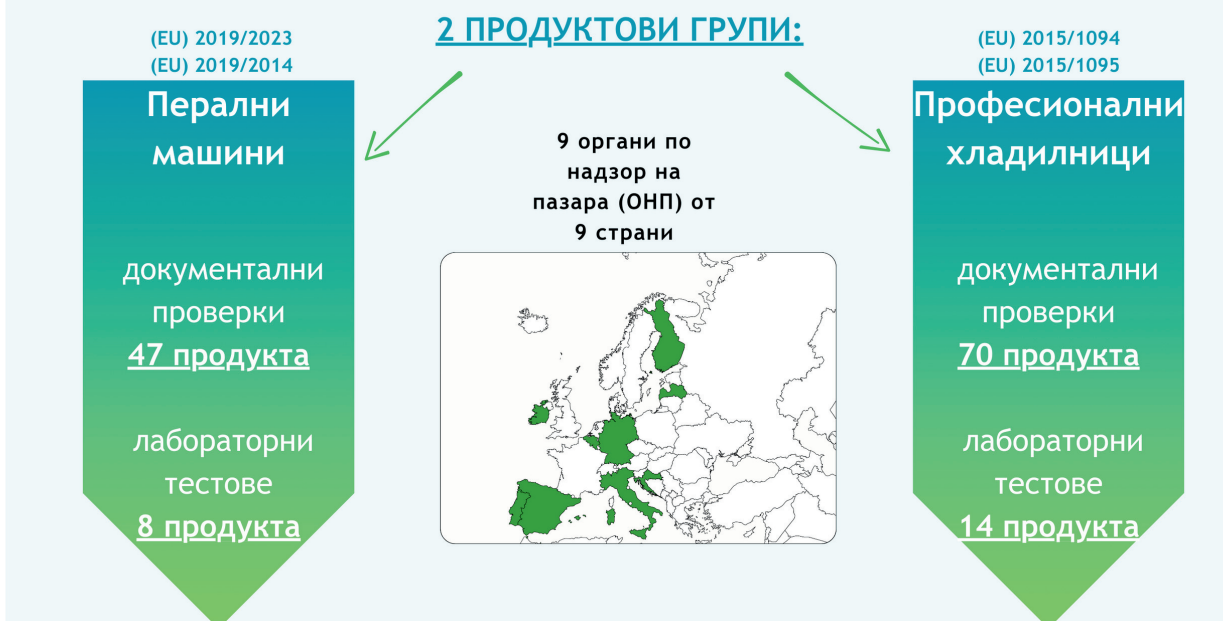 2 ПРОДУКТОВИ ГРУПИ:
(EU) 2019/2023
(EU) 2019/2014
Перални
машини
документални
проверки
47 продукта
лабораторни
тестове
8 продукта
9 органи по
надзор на
пазара (ОНП) от
9 страни
(EU) 2015/1094
(EU) 2015/1095
Професионални
хладилници
документални
проверки
70 продукта
лабораторни
тестове
14 продукта